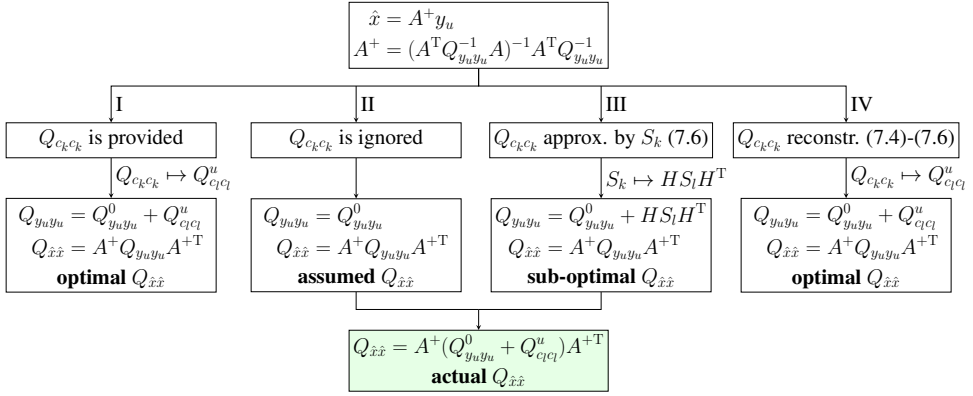 x̂ = A⁺y_u
A⁺ = (AᵀQ⁻¹_{y_u y_u}A)⁻¹AᵀQ⁻¹_{y_u y_u}
I
II
III
IV
Q_{c_k c_k} is provided
Q_{c_k c_k} is ignored
Q_{c_k c_k} approx. by S_k (7.6)
Q_{c_k c_k} reconstr. (7.4)-(7.6)
Q_{c_k c_k} ↦ Q^u_{c_l c_l}
S_k ↦ HS_lHᵀ
Q_{c_k c_k} ↦ Q^u_{c_l c_l}
Q_{y_u y_u} = Q⁰_{y_u y_u} + Q^u_{c_l c_l}
Q_{x̂x̂} = A⁺Q_{y_u y_u}A⁺ᵀ
optimal Q_{x̂x̂}
Q_{y_u y_u} = Q⁰_{y_u y_u}
Q_{x̂x̂} = A⁺Q_{y_u y_u}A⁺ᵀ
assumed Q_{x̂x̂}
Q_{y_u y_u} = Q⁰_{y_u y_u} + HS_lHᵀ
Q_{x̂x̂} = A⁺Q_{y_u y_u}A⁺ᵀ
sub-optimal Q_{x̂x̂}
Q_{y_u y_u} = Q⁰_{y_u y_u} + Q^u_{c_l c_l}
Q_{x̂x̂} = A⁺Q_{y_u y_u}A⁺ᵀ
optimal Q_{x̂x̂}
Q_{x̂x̂} = A⁺(Q⁰_{y_u y_u} + Q^u_{c_l c_l})A⁺ᵀ
actual Q_{x̂x̂}